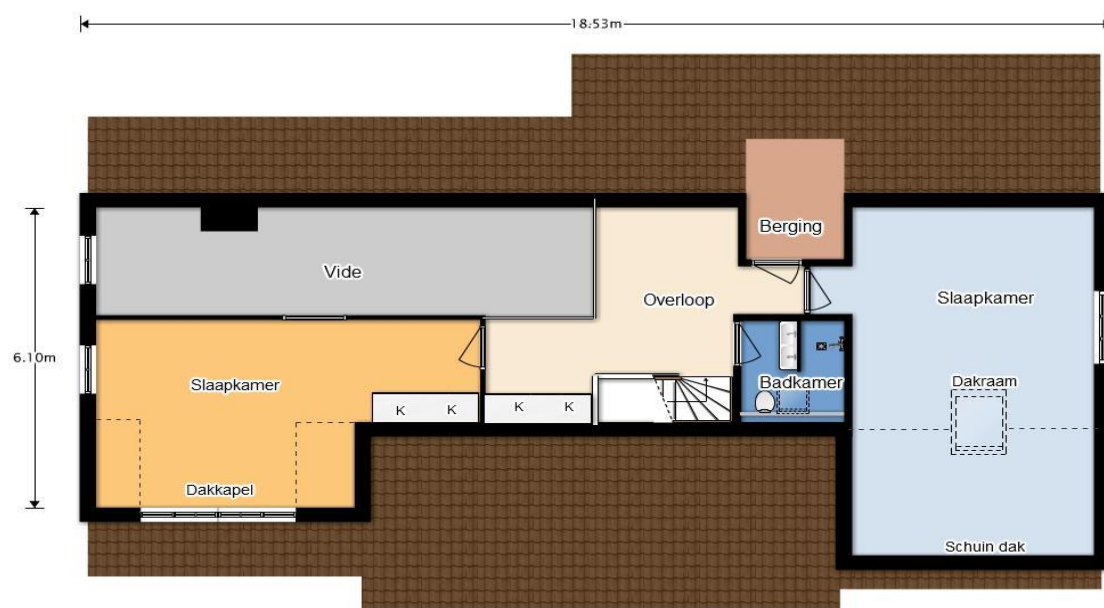 18.53m
Berging
Vide
Overloop
Slaapkamer
6.10m
Slaapkamer
Badkamer
Dakraam
K K
K K
Dakkapel
Schuin dak